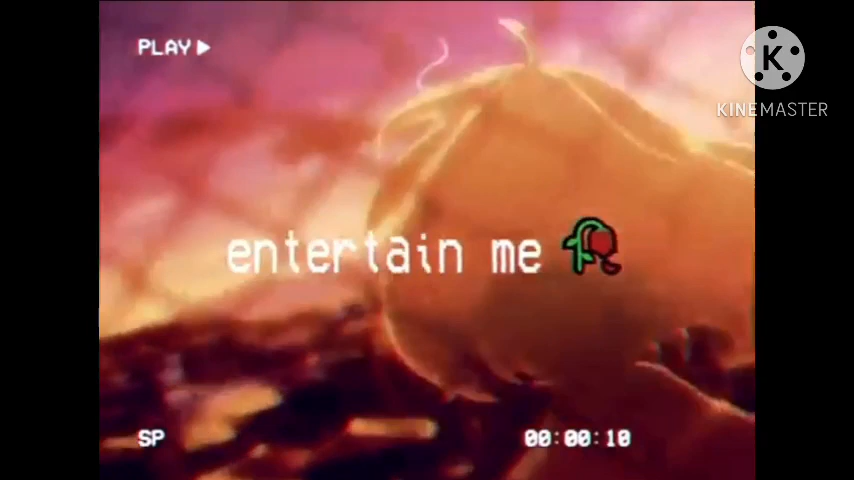 PLAY
K
KINEMASTER
entertain me 🥀
SP
00:00:10